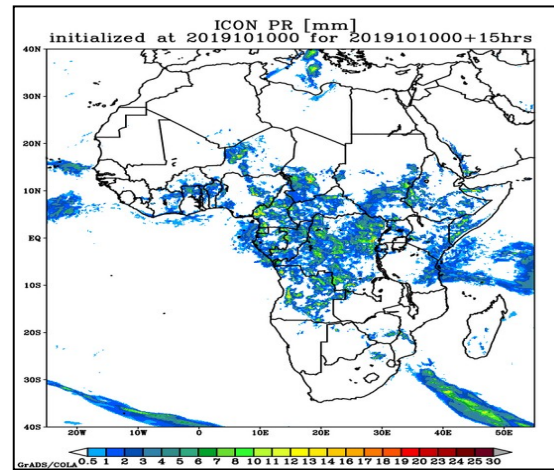 ICON PR [mm]
initialized at 2019101000 for 2019101000+15hrs
40N
30N
20N
10N
EQ
10S
20S
30S
40S
20W 10W 0 10E 20E 30E 40E 50E
GrADS/COLA
0.5 1 2 3 4 5 6 7 8 10 11 12 13 14 15 16 17 18 19 20 23 24 25 30